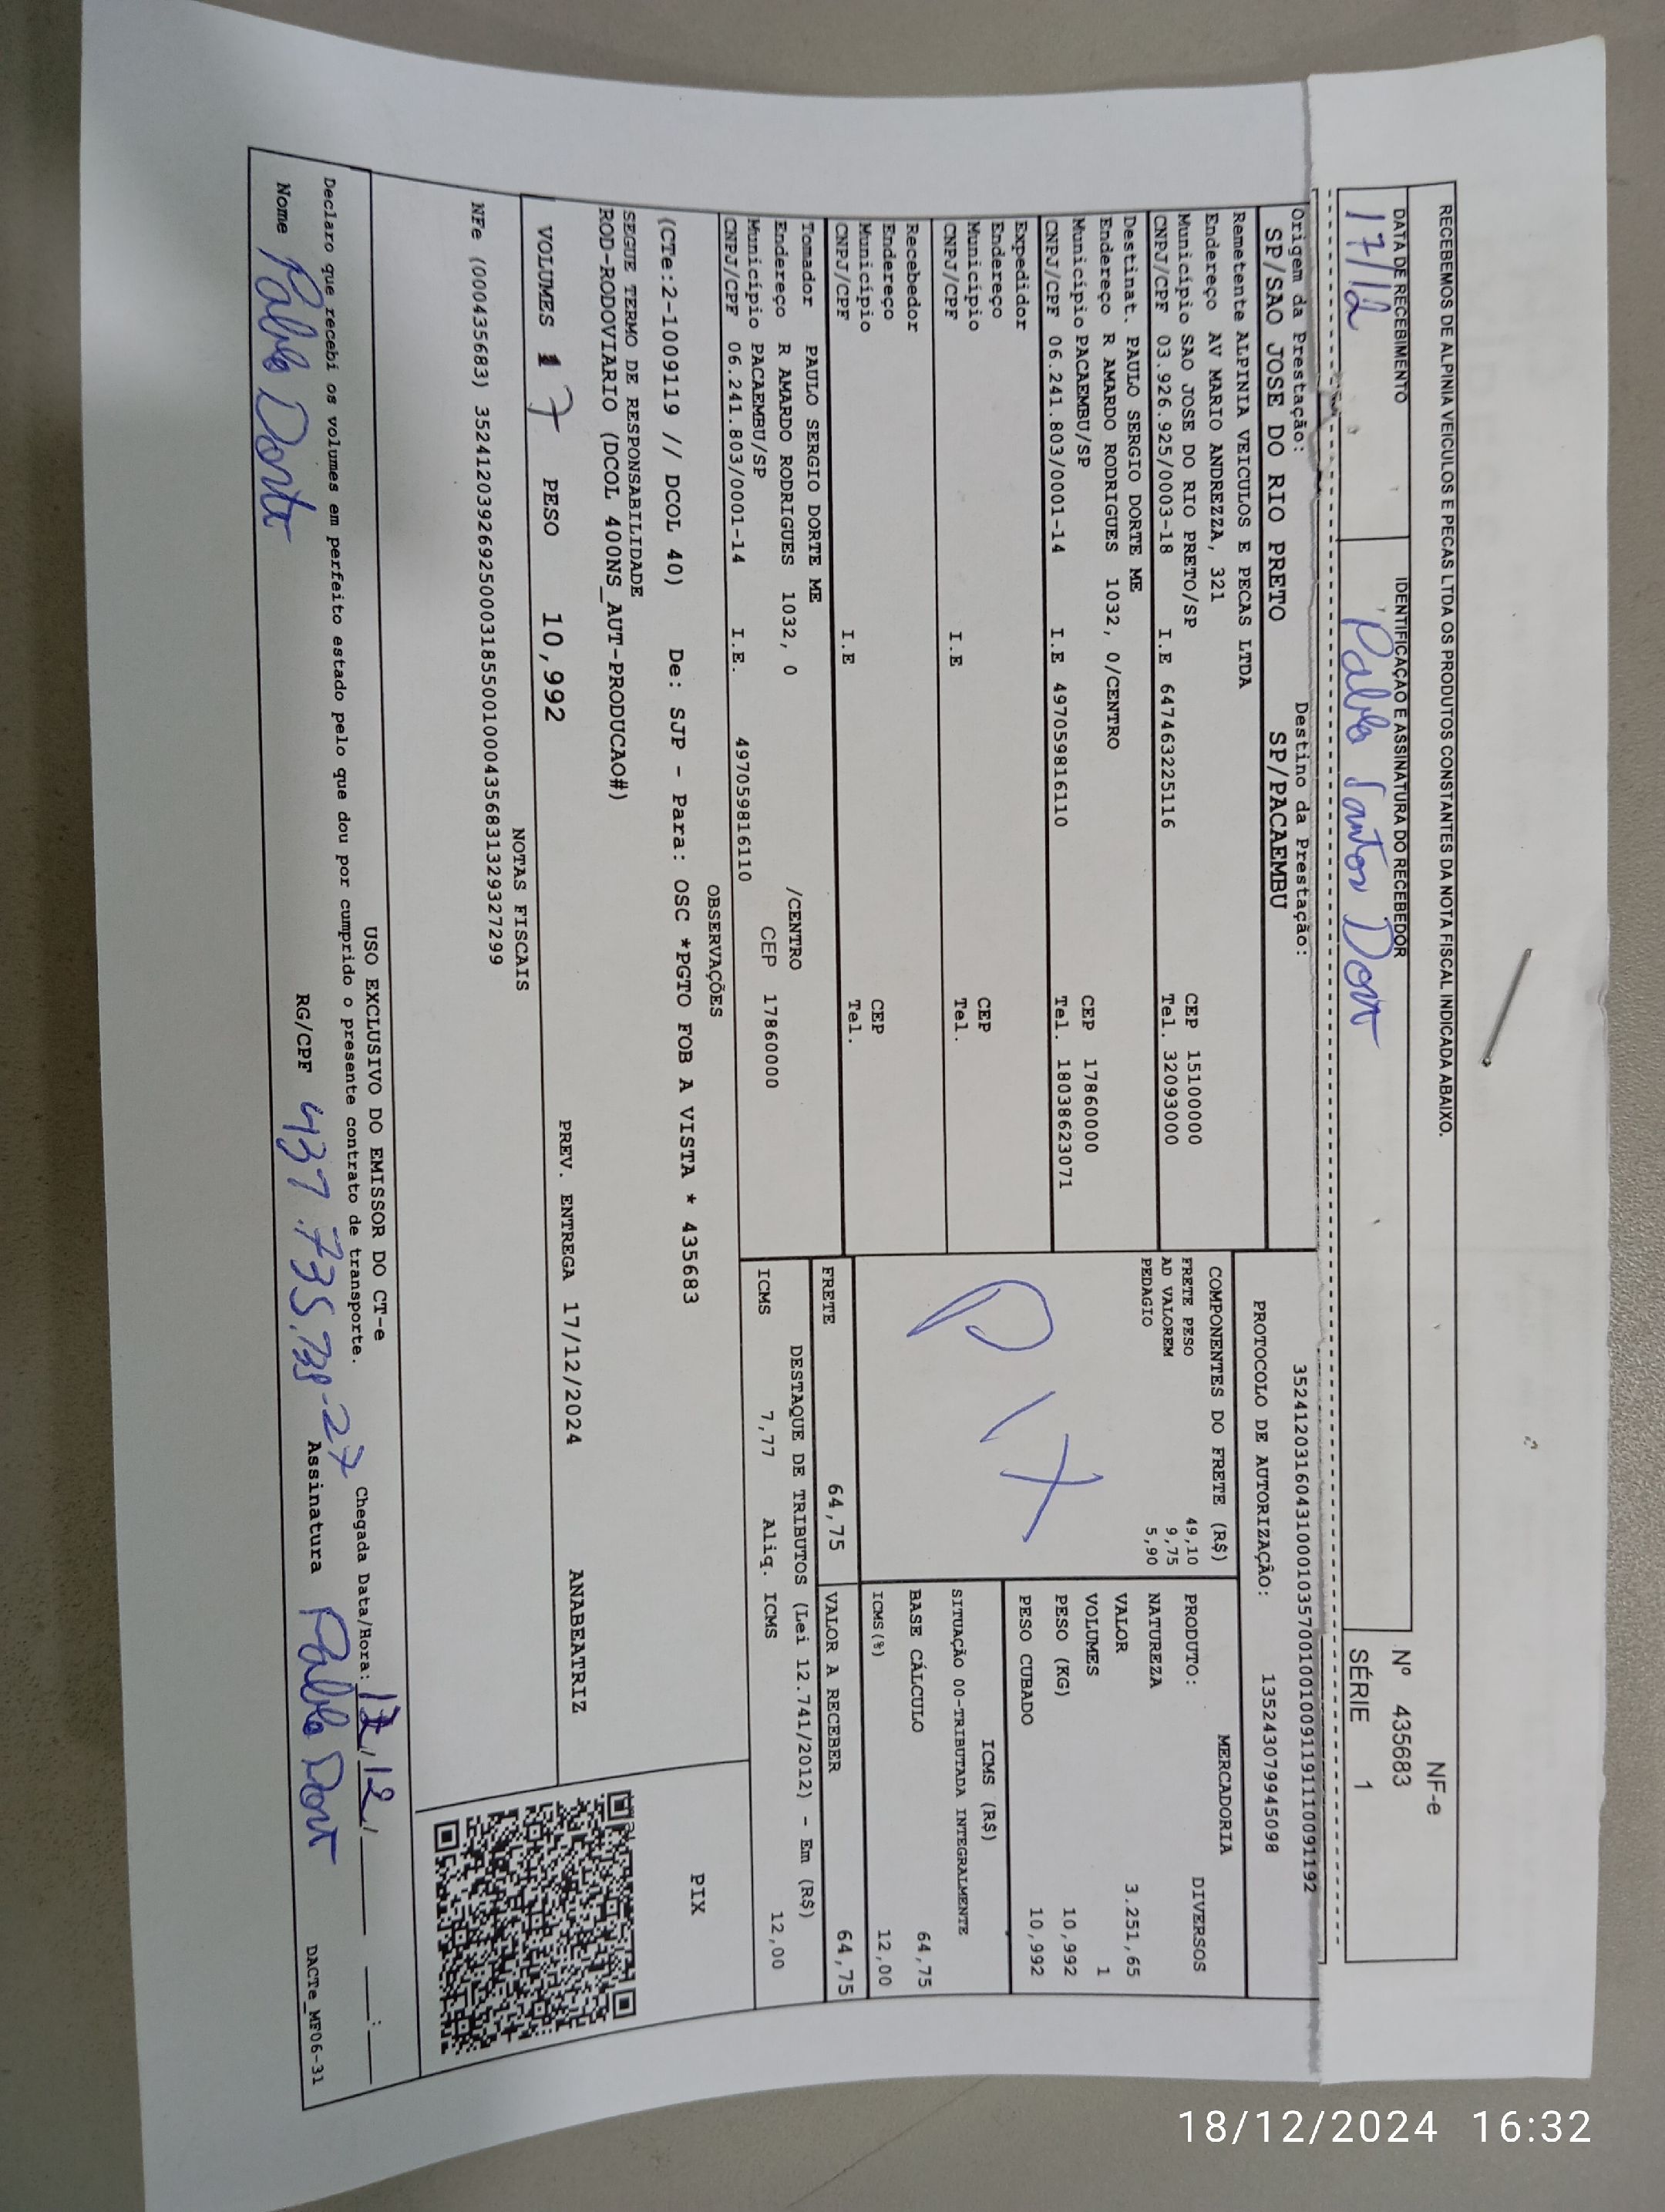 RECEBEMOS DE ALPINIA VEICULOS E PECAS LTDA OS PRODUTOS CONSTANTES DA NOTA FISCAL INDICADA ABAIXO.
NF-e
Nº 435683
SÉRIE 1
DATA DE RECEBIMENTO
IDENTIFICAÇÃO E ASSINATURA DO RECEBEDOR
17/12
Pablo Santos Dort
35241203160431000103570010010091191110091192
Origem da Prestação:
Destino da Prestação:
SP/SAO JOSE DO RIO PRETO
SP/PACAEMBU
PROTOCOLO DE AUTORIZAÇÃO: 135243079945098
Remetente ALPINIA VEICULOS E PECAS LTDA
Endereço AV MARIO ANDREZZA, 321
Município SAO JOSE DO RIO PRETO/SP CEP 15100000
CNPJ/CPF 03.926.925/0003-18 I.E 647463225116 Tel. 32093000
Destinat. PAULO SERGIO DORTE ME
Endereço R AMARDO RODRIGUES 1032, 0/CENTRO
Município PACAEMBU/SP CEP 17860000
CNPJ/CPF 06.241.803/0001-14 I.E 497059816110 Tel. 18038623071
Expedidor
Endereço
Município CEP
CNPJ/CPF I.E Tel.
Recebedor
Endereço
Município CEP
CNPJ/CPF I.E Tel.
Tomador PAULO SERGIO DORTE ME
Endereço R AMARDO RODRIGUES 1032, 0 /CENTRO
Município PACAEMBU/SP CEP 17860000
CNPJ/CPF 06.241.803/0001-14 I.E. 497059816110
COMPONENTES DO FRETE (R$)
FRETE PESO 49,10
AD VALOREM 9,75
PEDAGIO 5,90
PIX
MERCADORIA
PRODUTO: DIVERSOS
NATUREZA
VALOR 3.251,65
VOLUMES 1
PESO (KG) 10,992
PESO CUBADO 10,992
ICMS (R$)
SITUAÇÃO 00-TRIBUTADA INTEGRALMENTE
BASE CÁLCULO 64,75
ICMS(%) 12,00
FRETE 64,75
VALOR A RECEBER 64,75
DESTAQUE DE TRIBUTOS (Lei 12.741/2012) - Em (R$)
ICMS 7,77 Aliq. ICMS 12,00
OBSERVAÇÕES
(CTe:2-1009119 // DCOL 40) De: SJP - Para: OSC *PGTO FOB A VISTA * 435683
SEGUE TERMO DE RESPONSABILIDADE
ROD-RODOVIARIO (DCOL 400NS_AUT-PRODUCAO#)
PIX
VOLUMES 1 7 PESO 10,992 PREV. ENTREGA 17/12/2024 ANABEATRIZ
NOTAS FISCAIS
NFe (000435683) 35241203926925000318550010004356831329327299
USO EXCLUSIVO DO EMISSOR DO CT-e
Declaro que recebi os volumes em perfeito estado pelo que dou por cumprido o presente contrato de transporte.
Chegada Data/Hora: 17/12/ :
Nome Pablo Dort RG/CPF 437.735.738-27 Assinatura Pablo Dort
DACTe_MF06-31
18/12/2024 16:32